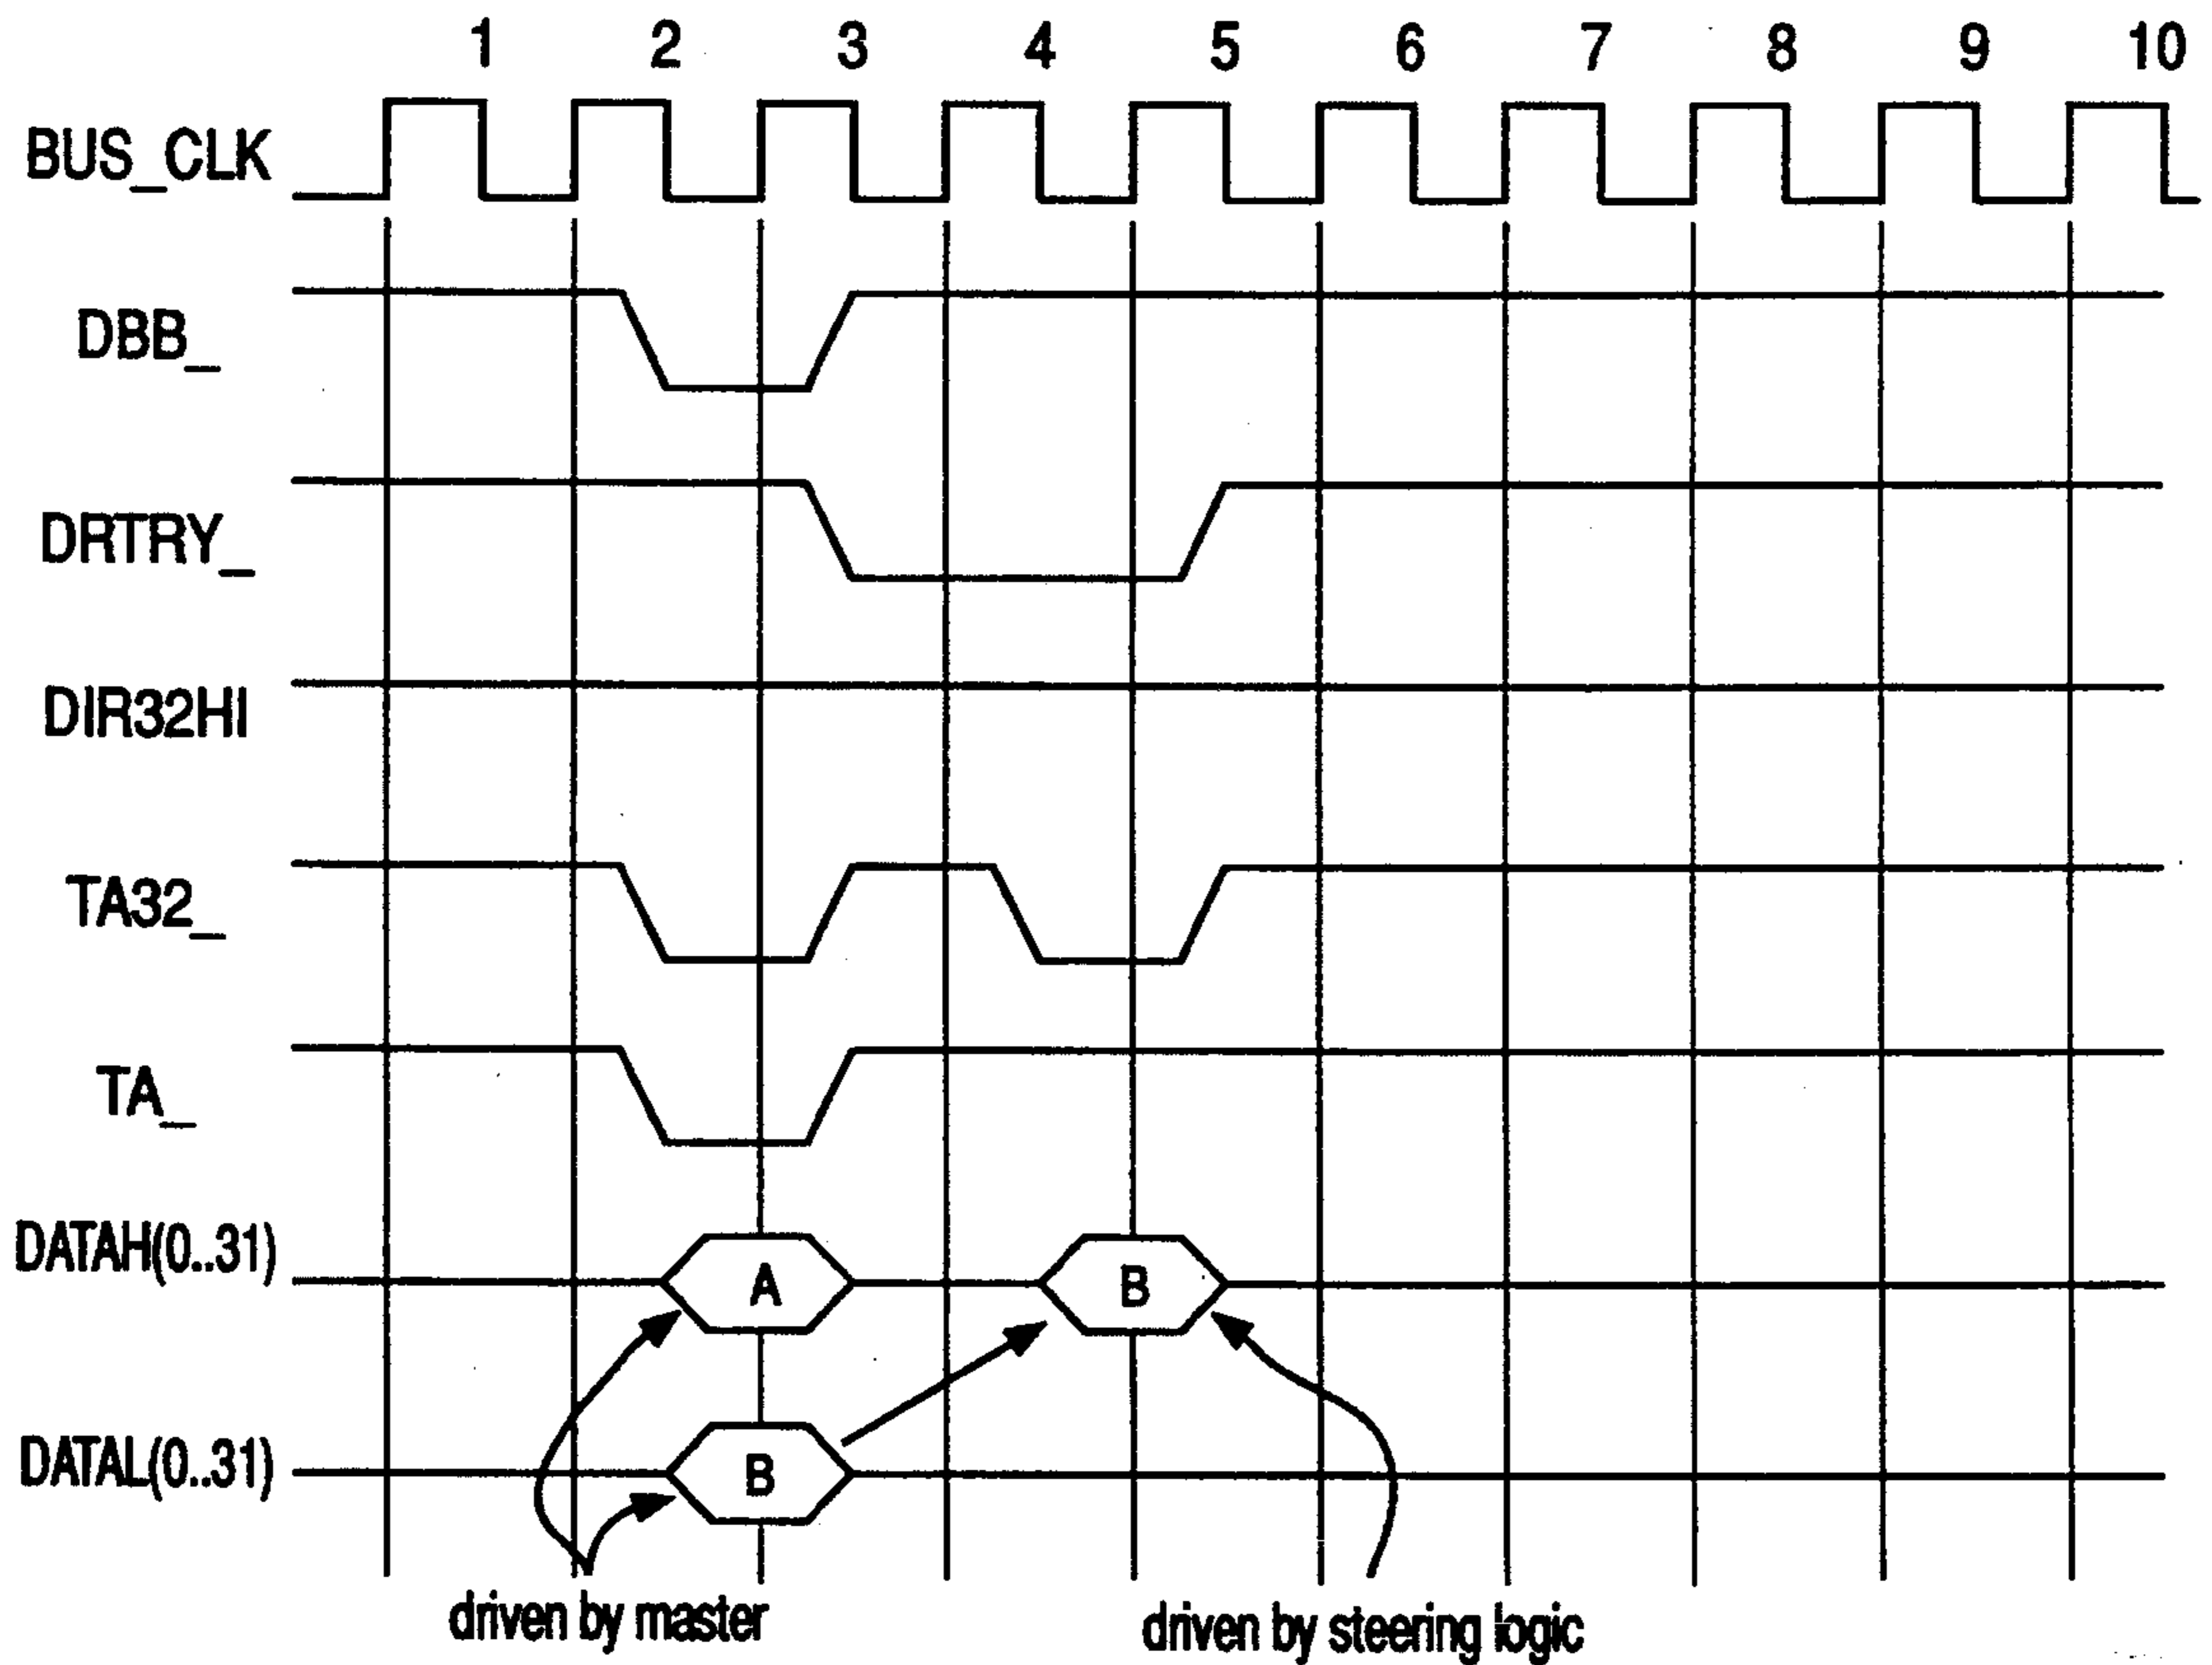 1 2 3 4 5 6 7 8 9 10
BUS_CLK
DBB_
DRTRY_
DIR32HI
TA32_
TA_
DATAH(0..31) A B
DATAL(0..31) B
driven by master driven by steering logic